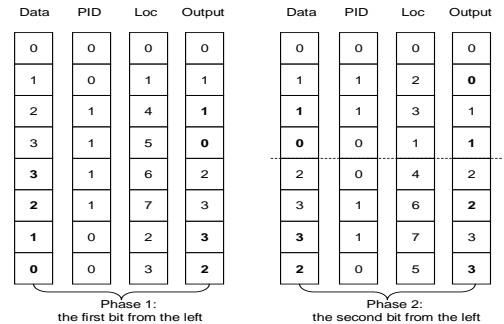 Data PID Loc Output Data PID Loc Output
0 0 0 0 0 0 0 0
1 0 1 1 1 1 2 0
2 1 4 1 1 1 3 1
3 1 5 0 0 0 1 1
3 1 6 2 2 0 4 2
2 1 7 3 3 1 6 2
1 0 2 3 3 1 7 3
0 0 3 2 2 0 5 3
Phase 1: Phase 2:
the first bit from the left the second bit from the left